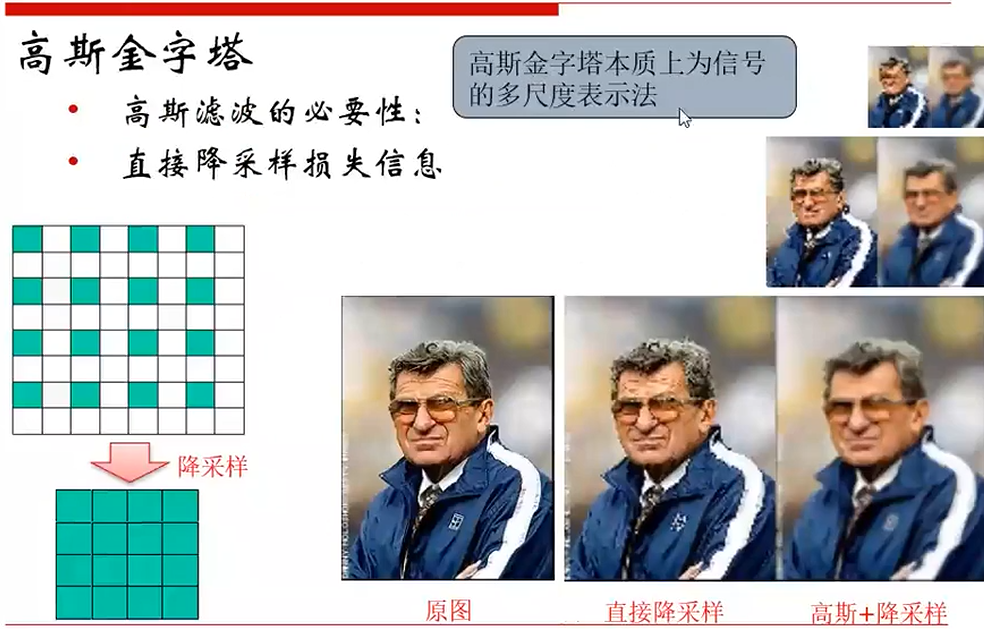 高斯金字塔
高斯金字塔本质上为信号
的多尺度表示法
• 高斯滤波的必要性：
• 直接降采样损失信息
降采样
原图
直接降采样
高斯+降采样